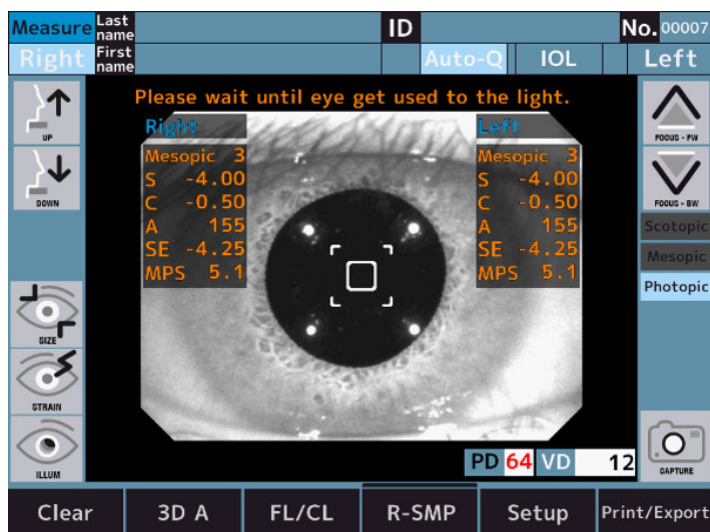 Measure Last name ID No. 00007
Right First name Auto-Q IOL Left
Please wait until eye get used to the light.
UP
DOWN
SIZE
STRAIN
ILLUM
Right
Mesopic 3
S -4.00
C -0.50
A 155
SE -4.25
MPS 5.1
Left
Mesopic 3
S -4.00
C -0.50
A 155
SE -4.25
MPS 5.1
FOOUS - FW
FOOUS - BW
Scotopic
Mesopic
Photopic
CAPTURE
PD 64 VD 12
Clear 3D A FL/CL R-SMP Setup Print/Export